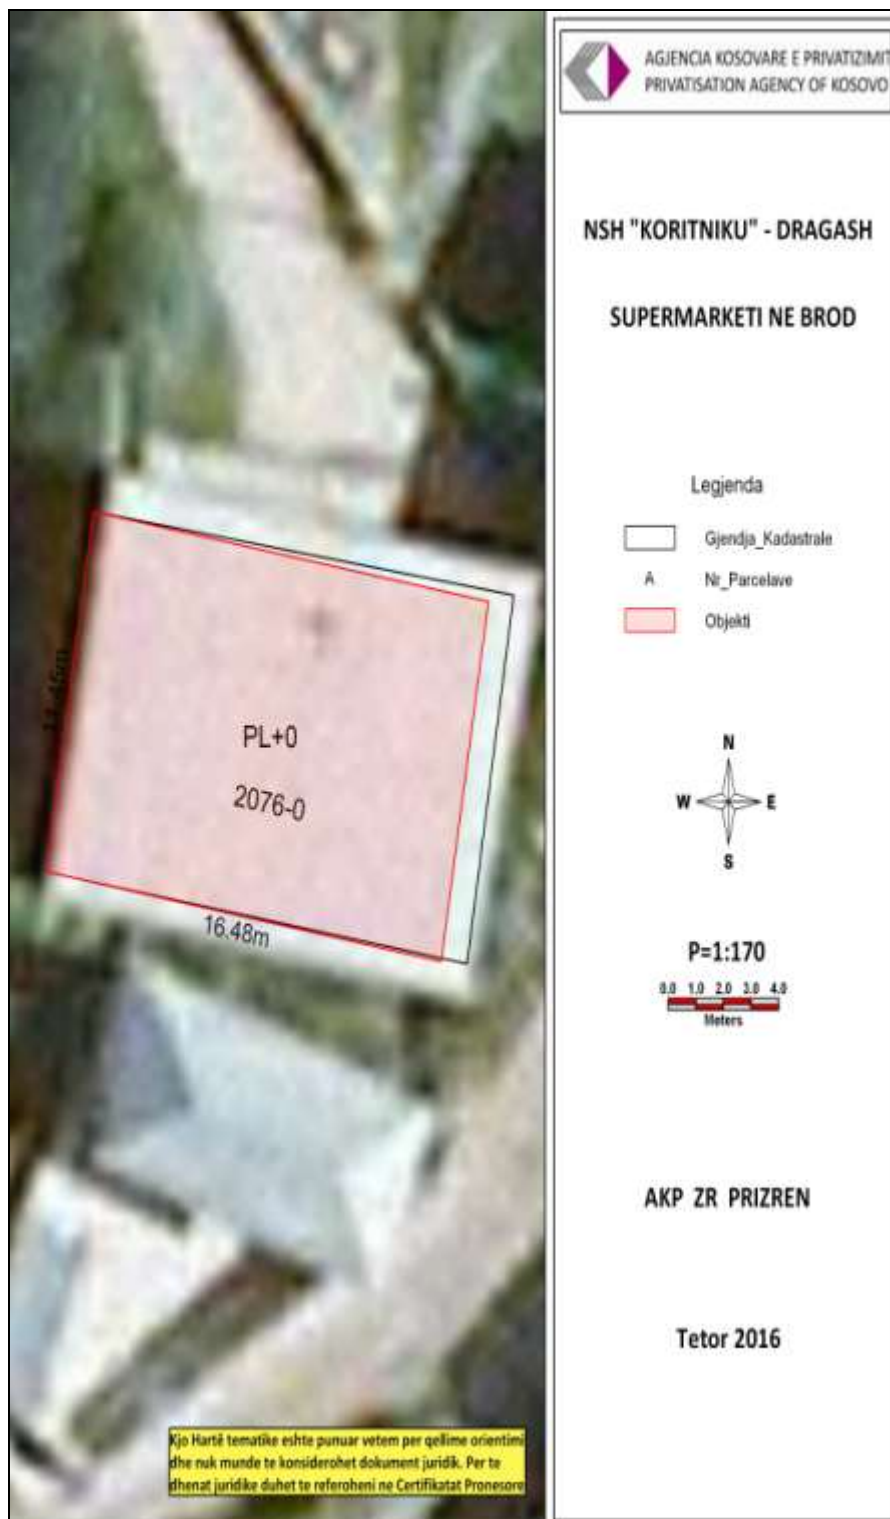 AGJENCIA KOSOVARE E PRIVATIZIMIT
PRIVATISATION AGENCY OF KOSOVO
NSH "KORITNIKU" - DRAGASH
SUPERMARKETI NE BROD
Legjenda
Gjendja_Kadastrale
A Nr_Parcelave
Objekti
N
W E
S
P=1:170
0.0 1.0 2.0 3.0 4.0
Meters
AKP ZR PRIZREN
Tetor 2016
PL+0
2076-0
16.48m
Kjo Hartë tematike eshte punuar vetem per qellime orientimi
dhe nuk munde te konsiderohet dokument juridik. Per te
dhenat juridike duhet te referoheni ne Certifikatat Pronesore